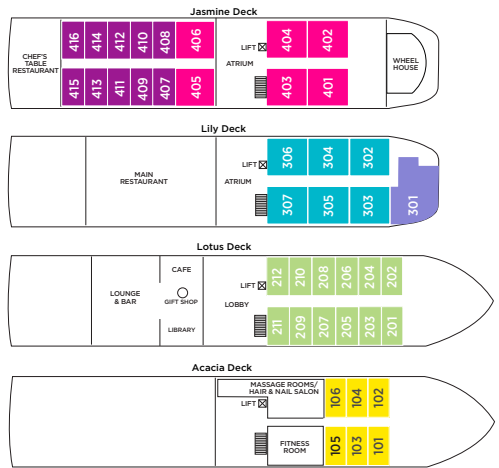 Jasmine Deck
416 414 412 410 408 406
404 402
CHEF'S
TABLE
RESTAURANT
LIFT
ATRIUM
WHEEL
HOUSE
415 413 411 409 407 405
403 401
Lily Deck
306 304 302
LIFT
MAIN
RESTAURANT
ATRIUM
307 305 303 301
Lotus Deck
CAFE
212 210 208 206 204 202
LIFT
LOUNGE
& BAR
GIFT SHOP
LOBBY
LIBRARY
211 209 207 205 203 201
Acacia Deck
MASSAGE ROOMS/
HAIR & NAIL SALON
106 104 102
LIFT
FITNESS
ROOM
105 103 101